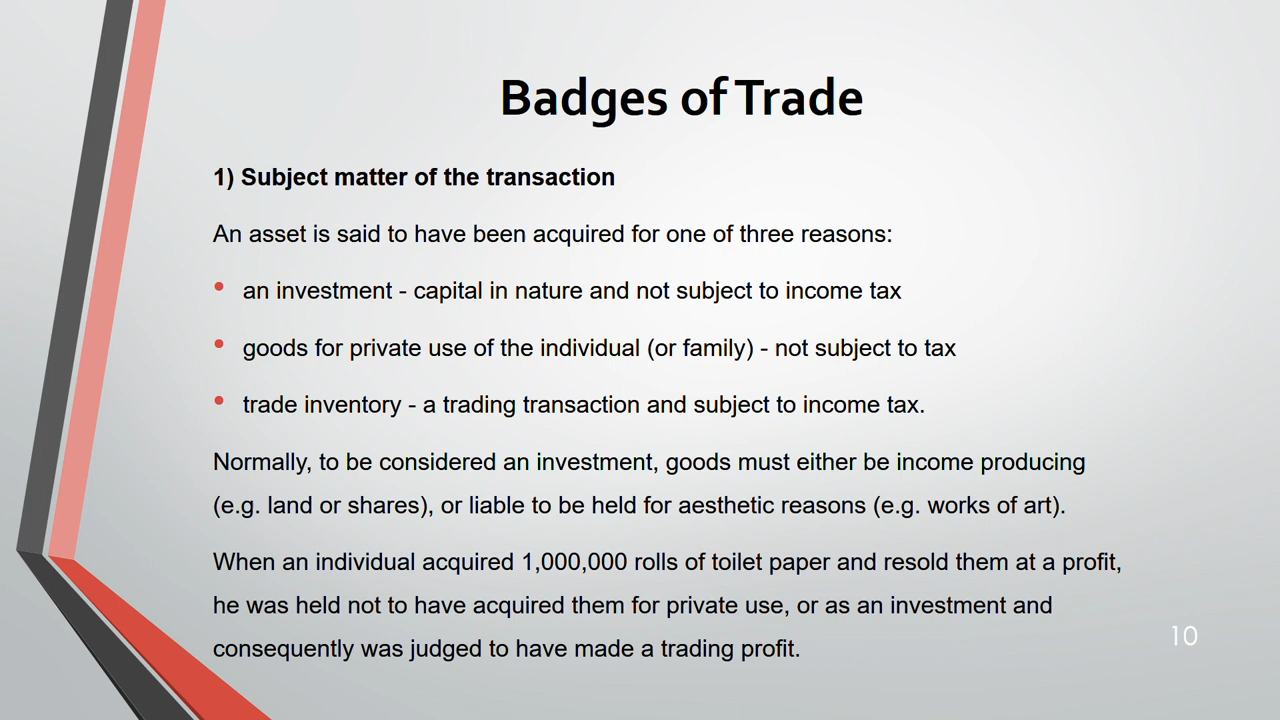 Badges of Trade
1) Subject matter of the transaction
An asset is said to have been acquired for one of three reasons:
• an investment - capital in nature and not subject to income tax
• goods for private use of the individual (or family) - not subject to tax
• trade inventory - a trading transaction and subject to income tax.
Normally, to be considered an investment, goods must either be income producing
(e.g. land or shares), or liable to be held for aesthetic reasons (e.g. works of art).
When an individual acquired 1,000,000 rolls of toilet paper and resold them at a profit,
he was held not to have acquired them for private use, or as an investment and
consequently was judged to have made a trading profit.
10